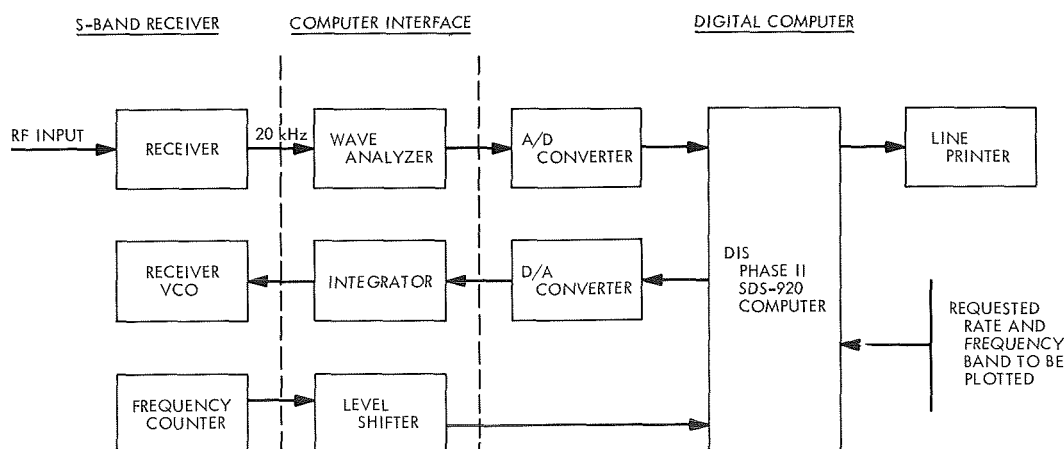 S-BAND RECEIVER
COMPUTER INTERFACE
DIGITAL COMPUTER
RF INPUT
RECEIVER
20 kHz
WAVE
ANALYZER
A/D
CONVERTER
LINE
PRINTER
RECEIVER
VCO
INTEGRATOR
D/A
CONVERTER
DIS
PHASE II
SDS-920
COMPUTER
REQUESTED
RATE AND
FREQUENCY
BAND TO BE
PLOTTED
FREQUENCY
COUNTER
LEVEL
SHIFTER